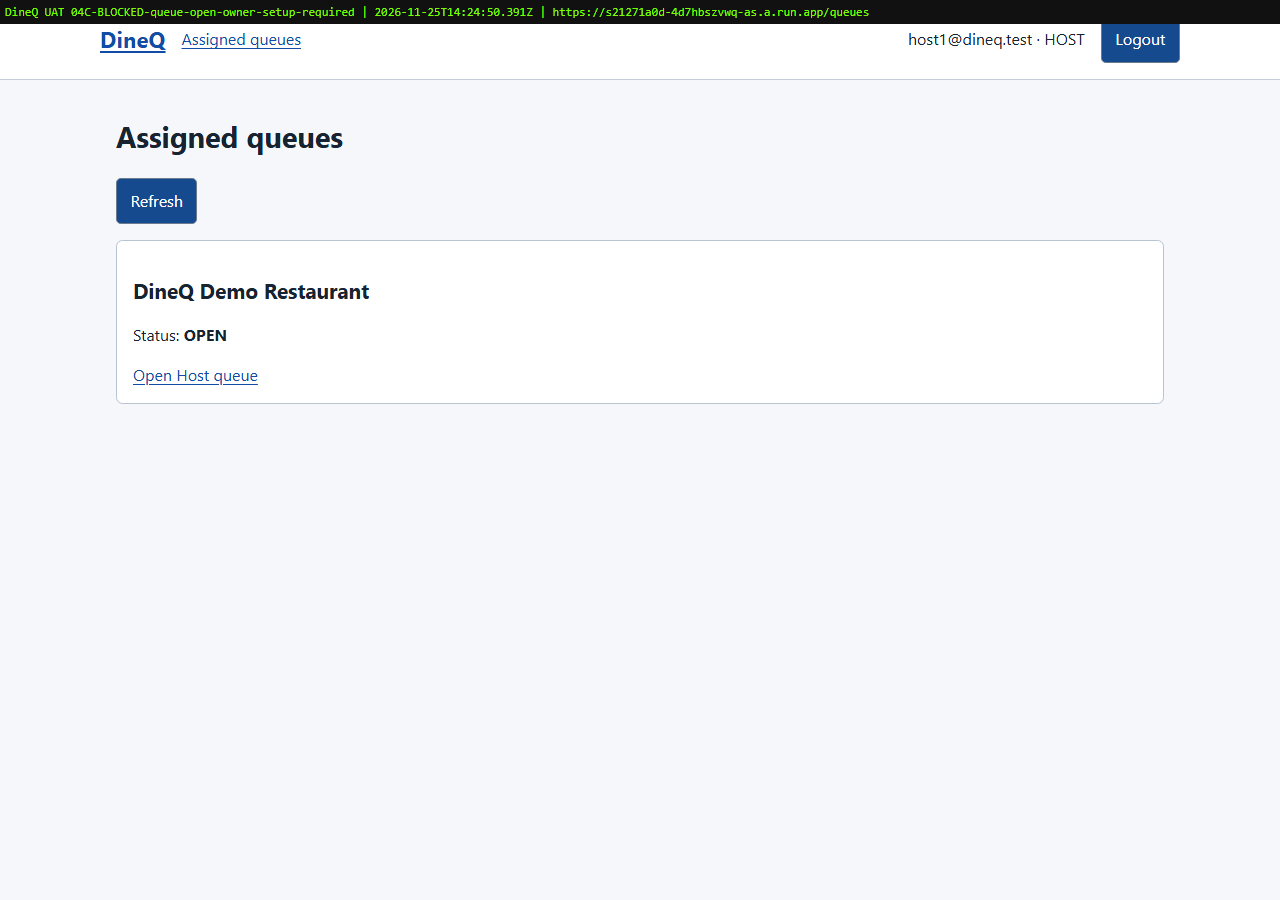 DineQ UAT 04C-BLOCKED-queue-open-owner-setup-required | 2026-11-25T14:24:50.391Z | https://s21271a0d-4d7hbszvwq-as.a.run.app/queues
DineQ Assigned queues host1@dineq.test · HOST Logout
Assigned queues
Refresh
DineQ Demo Restaurant
Status: OPEN
Open Host queue